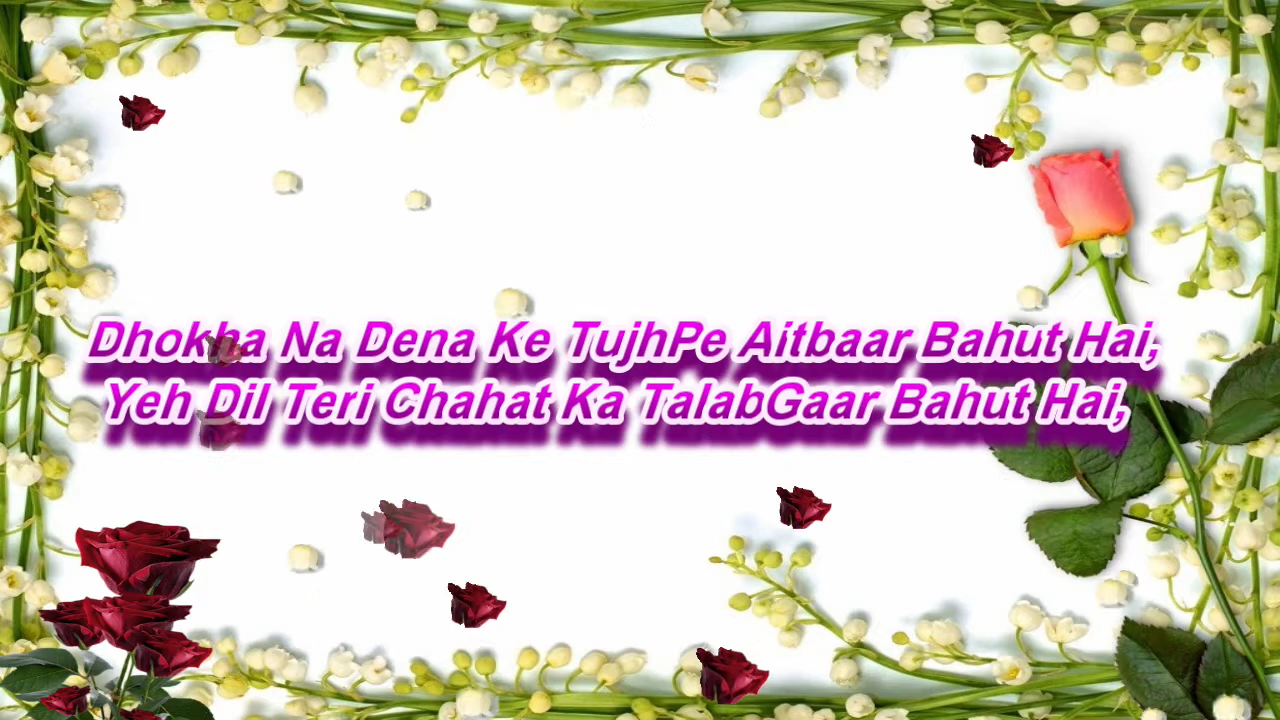 Dhokha Na Dena Ke TujhPe Aitbaar Bahut Hai,
Yeh Dil Teri Chahat Ka TalabGaar Bahut Hai,